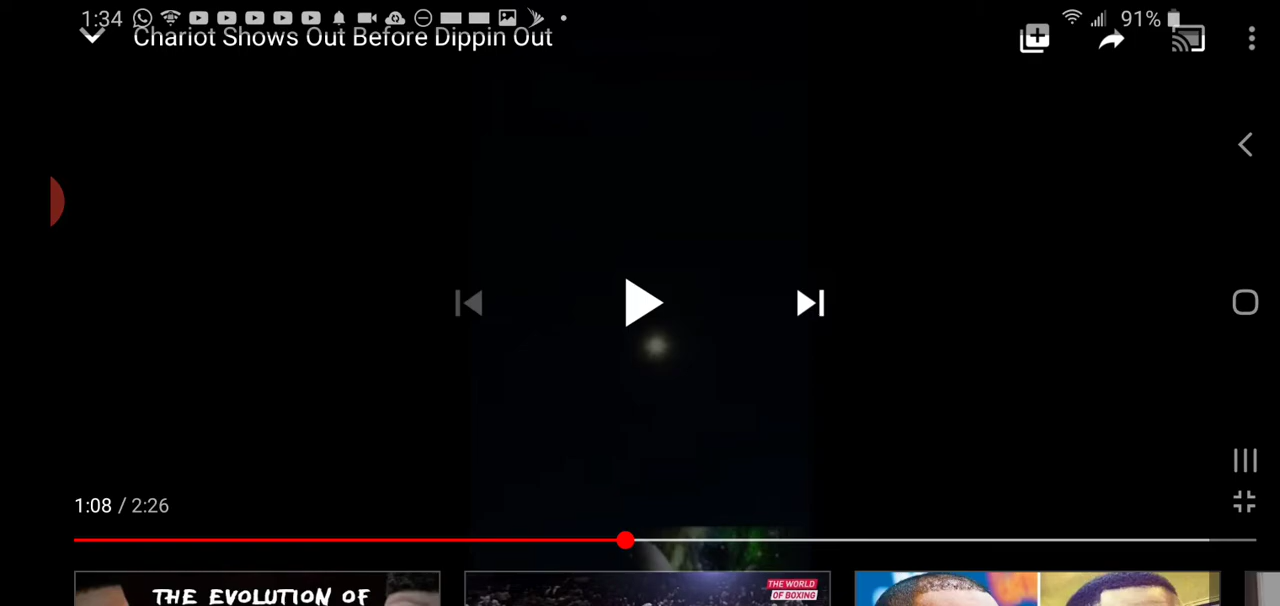 1:34
91%
Chariot Shows Out Before Dippin Out
1:08 / 2:26
THE EVOLUTION OF
THE WORLD
OF BOXING